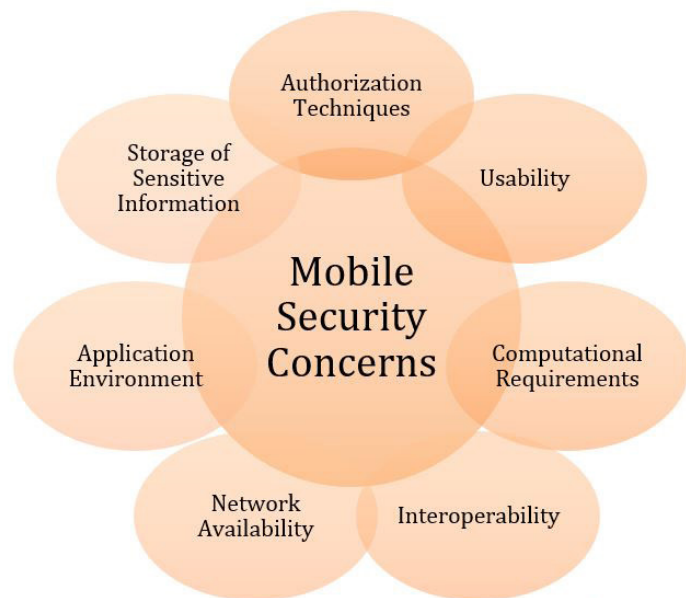 Authorization
Techniques
Usability
Computational
Requirements
Interoperability
Network
Availability
Application
Environment
Storage of
Sensitive
Information
Mobile
Security
Concerns